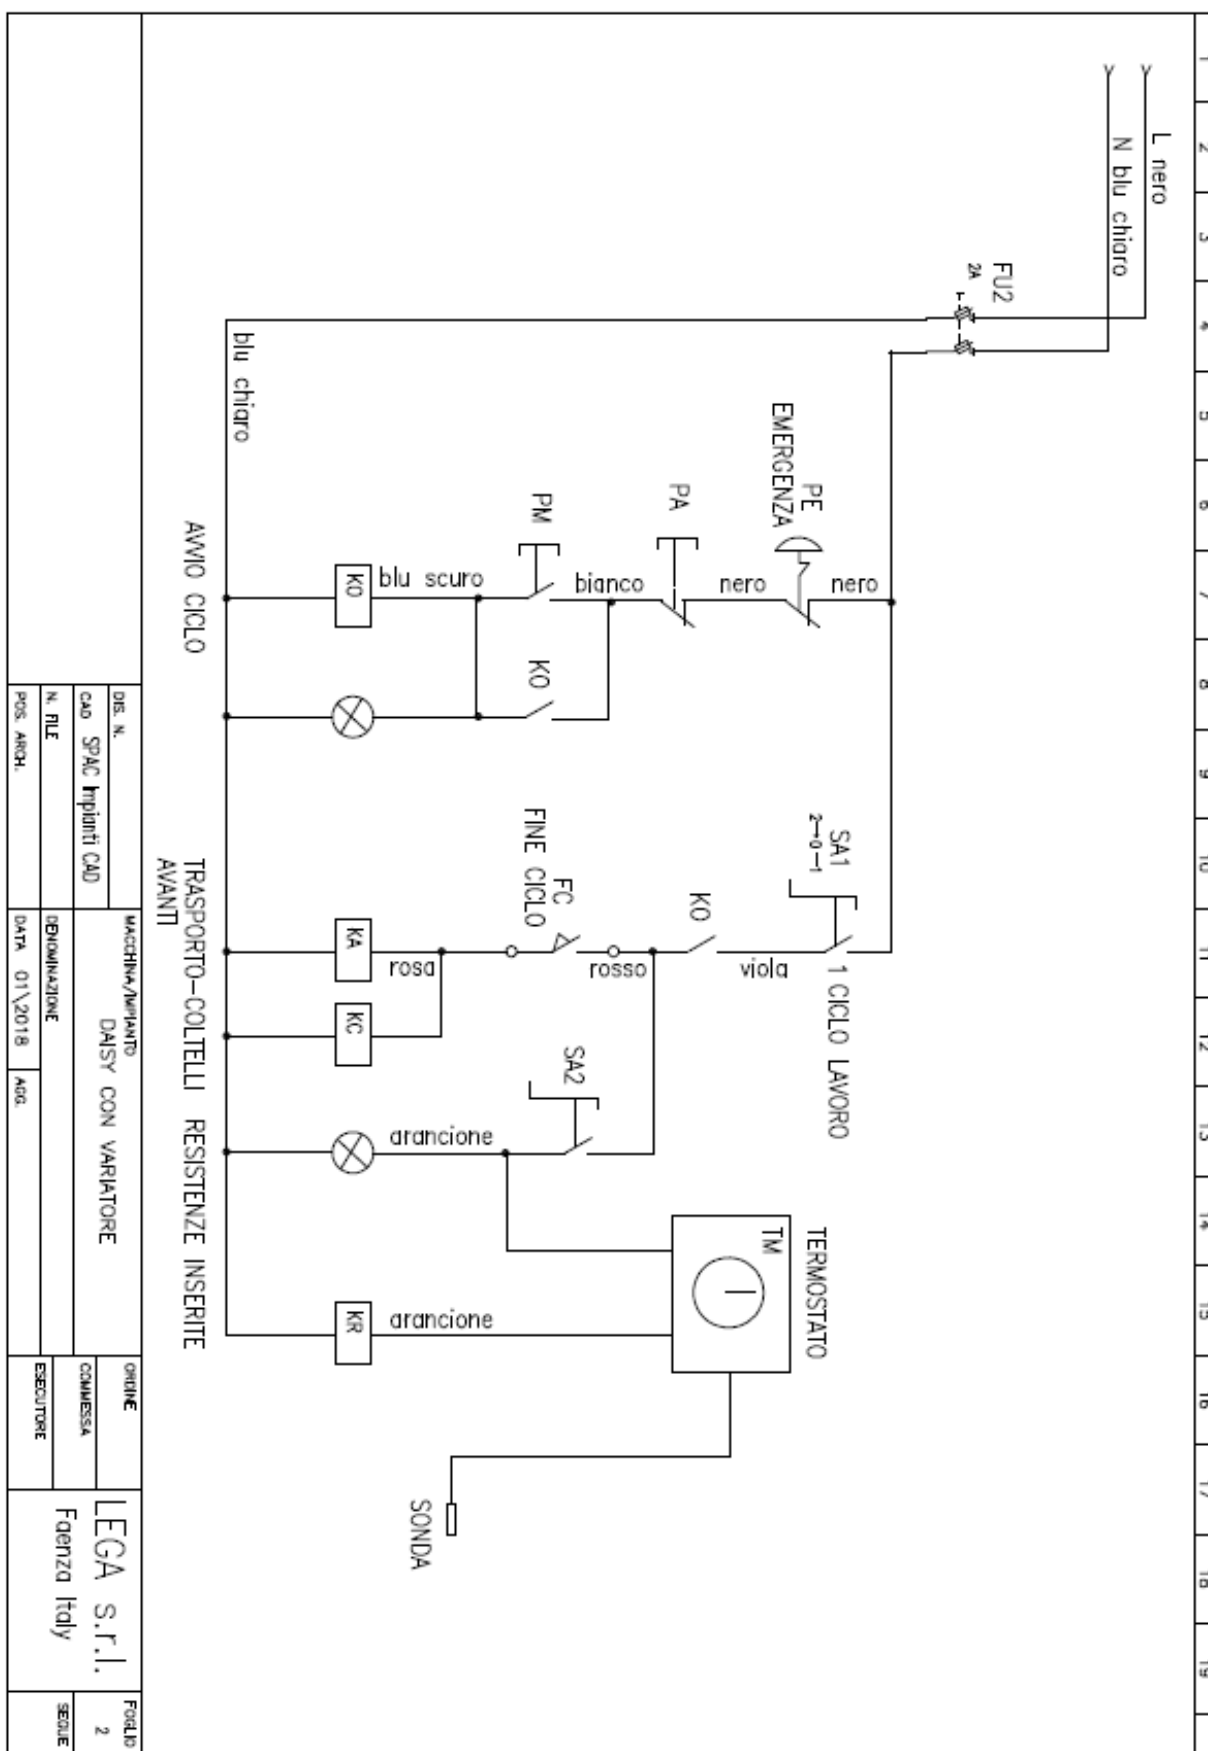 1 2 3 4 5 6 7 8 9 10 11 12 13 14 15 16 17 18 19
L nero
N blu chiaro
FU2
2A
PE
EMERGENZA
nero
nero
PA
bianco
PM
KO
blu scuro
KO
blu chiaro
AVVIO CICLO
SA1
2-0-1
1 CICLO LAVORO
viola
KO
rosso
FC
FINE CICLO
rosa
KA
KC
TRASPORTO-COLTELLI
AVANTI
SA2
arancione
RESISTENZE INSERITE
TERMOSTATO
TM
arancione
KR
SONDA
DIS. N.
CAD SPAC Impianti CAD
N. FILE
POS. ARCH.
MACCHINA/IMPIANTO
DAISY CON VARIATORE
DENOMINAZIONE
DATA 01\2018
AGG.
ORDINE
COMMESSA
ESECUTORE
LEGA s.r.l.
Faenza Italy
FOGLIO
2
SEGUE